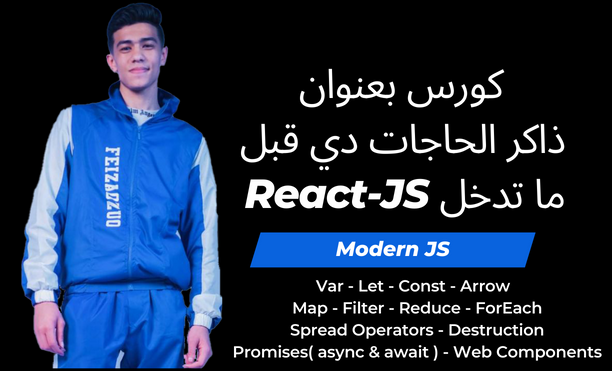 كورس بعنوان
ذاكر الحاجات دي قبل
ما تدخل React-JS
Modern JS
Var - Let - Const - Arrow
Map - Filter - Reduce - ForEach
Spread Operators - Destruction
Promises( async & await ) - Web Components